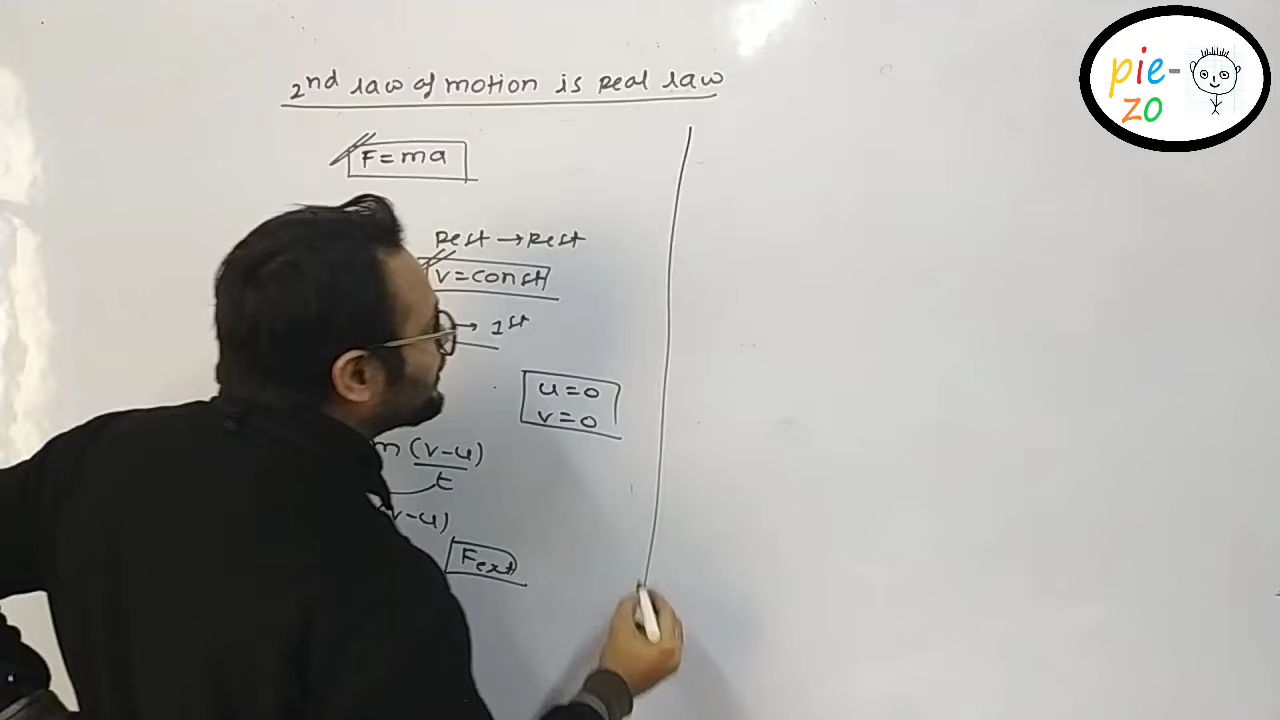 2nd law of motion is real law
F = ma
Rest → Rest
v = const
→ 1st
u = 0
v = 0
m (v-u)
t
(v-u)
Fext
pie-
zo